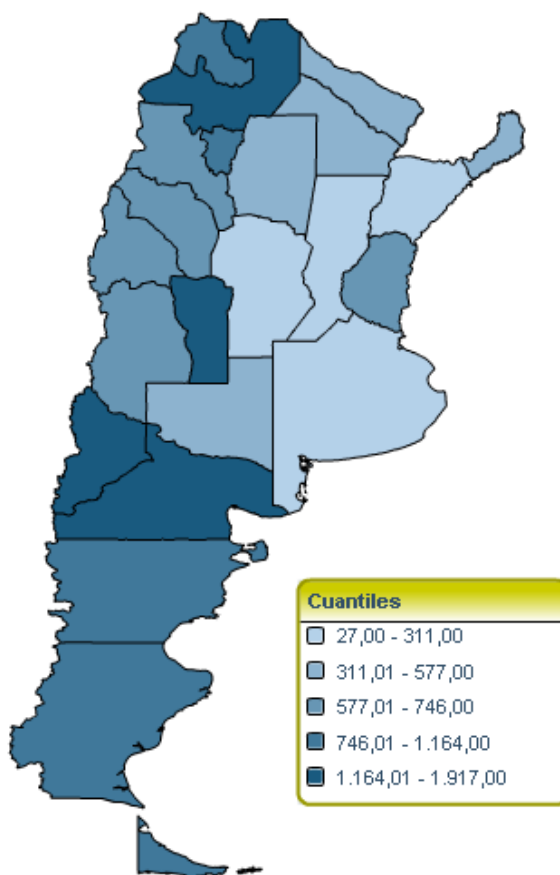 Cuantiles
27,00 - 311,00
311,01 - 577,00
577,01 - 746,00
746,01 - 1.164,00
1.164,01 - 1.917,00